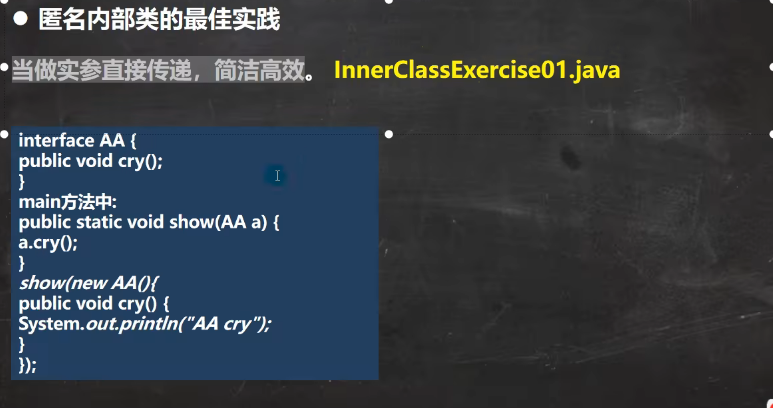 ● 匿名内部类的最佳实践
当做实参直接传递，简洁高效。 InnerClassExercise01.java
interface AA {
public void cry();
}
main方法中:
public static void show(AA a) {
a.cry();
}
show(new AA(){
public void cry() {
System.out.println("AA cry");
}
});